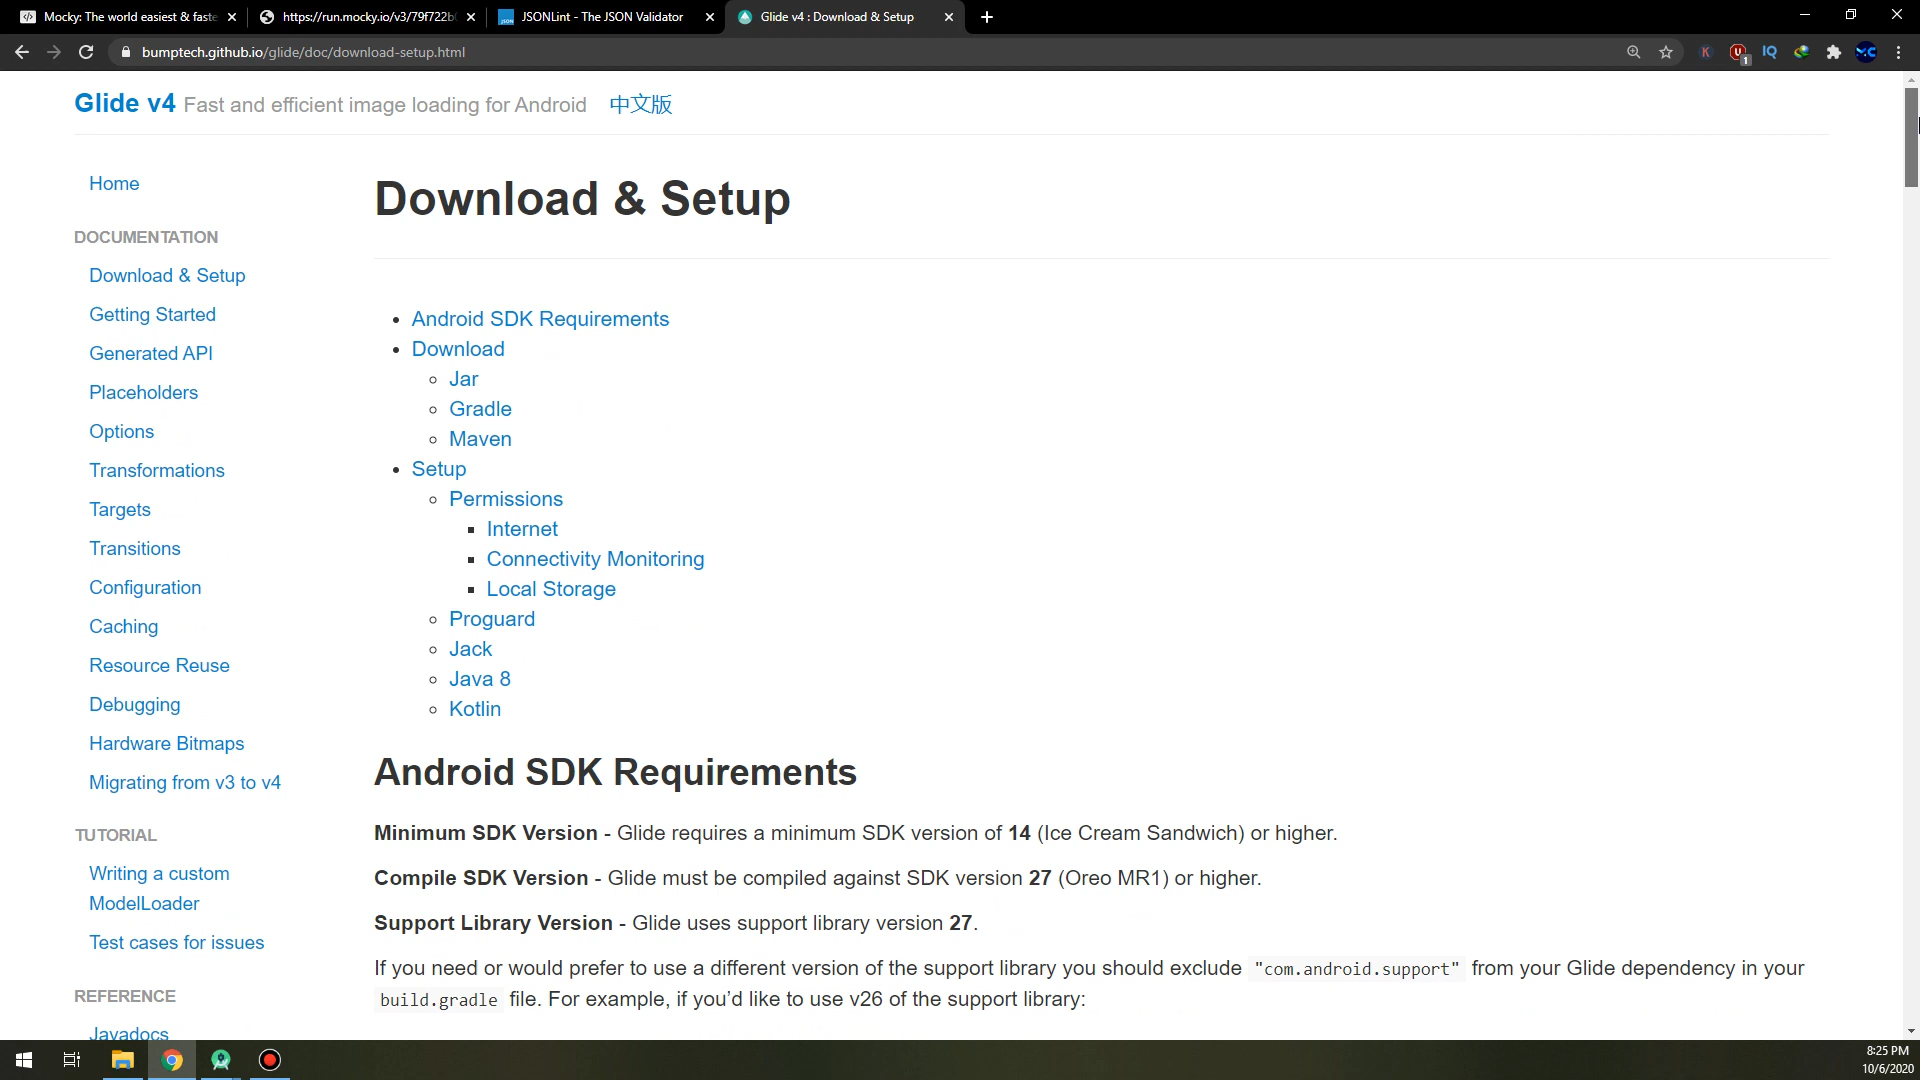 Mocky: The world easiest & faste
https://run.mocky.io/v3/79f722b
JSONLint - The JSON Validator
Glide v4 : Download & Setup
bumptech.github.io/glide/doc/download-setup.html
Glide v4 Fast and efficient image loading for Android 中文版
Home
DOCUMENTATION
Download & Setup
Getting Started
Generated API
Placeholders
Options
Transformations
Targets
Transitions
Configuration
Caching
Resource Reuse
Debugging
Hardware Bitmaps
Migrating from v3 to v4
TUTORIAL
Writing a custom
ModelLoader
Test cases for issues
REFERENCE
Javadocs
Download & Setup
Android SDK Requirements
Download
Jar
Gradle
Maven
Setup
Permissions
Internet
Connectivity Monitoring
Local Storage
Proguard
Jack
Java 8
Kotlin
Android SDK Requirements
Minimum SDK Version - Glide requires a minimum SDK version of 14 (Ice Cream Sandwich) or higher.
Compile SDK Version - Glide must be compiled against SDK version 27 (Oreo MR1) or higher.
Support Library Version - Glide uses support library version 27.
If you need or would prefer to use a different version of the support library you should exclude "com.android.support" from your Glide dependency in your
build.gradle file. For example, if you’d like to use v26 of the support library:
8:25 PM
10/6/2020